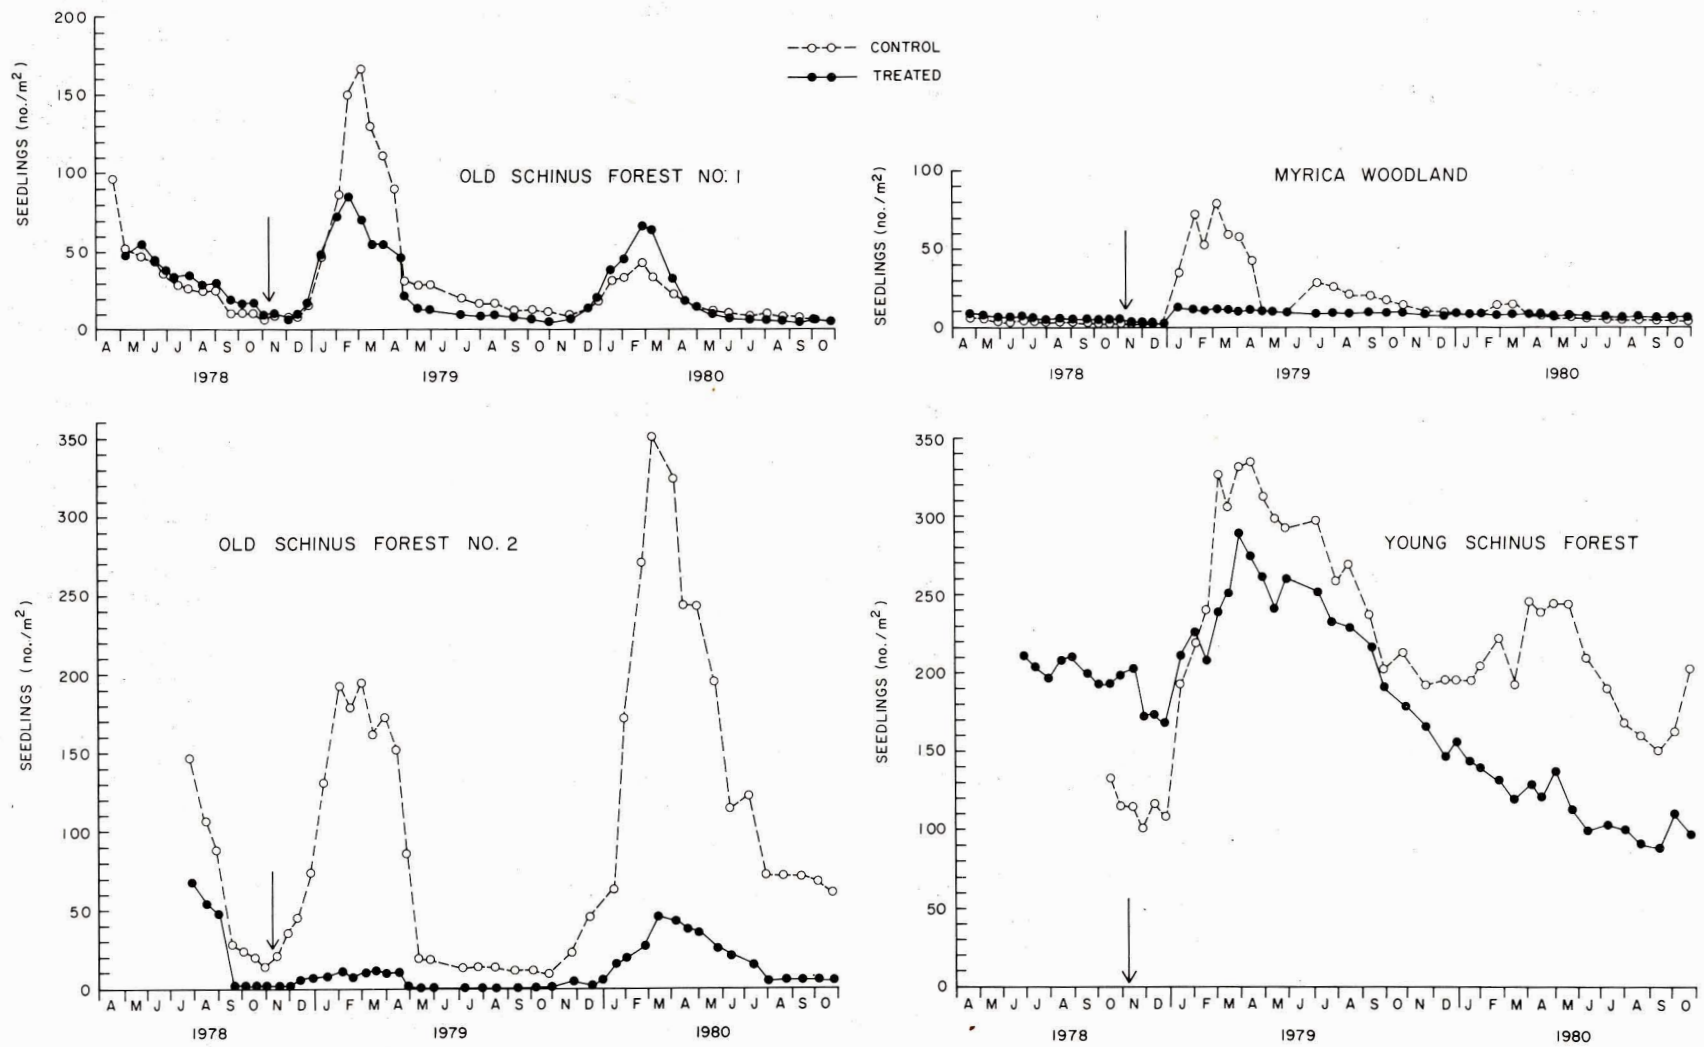 CONTROL
TREATED
OLD SCHINUS FOREST NO. 1
SEEDLINGS (no./m²)
200
150
100
50
0
A M J J A S O N D J F M A M J J A S O N D J F M A M J J A S O
1978 1979 1980
MYRICA WOODLAND
SEEDLINGS (no./m²)
100
50
0
A M J J A S O N D J F M A M J J A S O N D J F M A M J J A S O
1978 1979 1980
OLD SCHINUS FOREST NO. 2
SEEDLINGS (no./m²)
350
300
250
200
150
100
50
0
A M J J A S O N D J F M A M J J A S O N D J F M A M J J A S O
1978 1979 1980
YOUNG SCHINUS FOREST
SEEDLINGS (no./m²)
350
300
250
200
150
100
50
0
A M J J A S O N D J F M A M J J A S O N D J F M A M J J A S O
1978 1979 1980